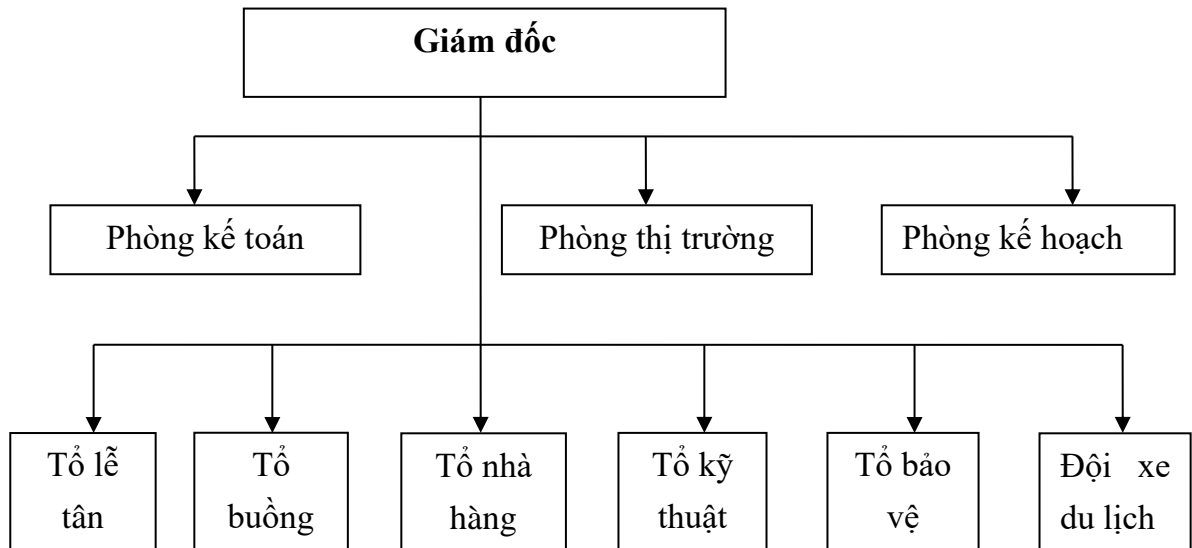 Giám đốc
Phòng kế toán
Phòng thị trường
Phòng kế hoạch
Tổ lễ
tân
Tổ
buồng
Tổ nhà
hàng
Tổ kỹ
thuật
Tổ bảo
vệ
Đội xe
du lịch